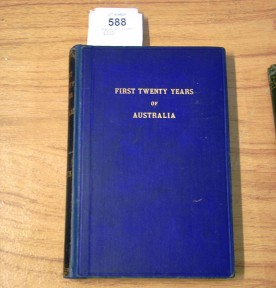 588
FIRST TWENTY YEARS
OF
AUSTRALIA